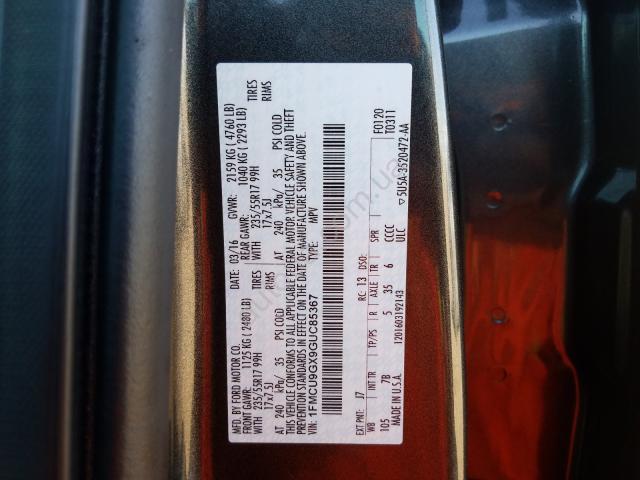 MFD. BY FORD MOTOR CO. 03/16 GVWR: 2159 KG ( 4760 LB)
FRONT GAWR: 1125 KG ( 2480 LB) REAR GAWR: 1040 KG ( 2293 LB)
WITH 235/55R17 99H TIRES WITH 235/55R17 99H TIRES
17x7.5J RIMS 17x7.5J RIMS
AT 240 kPa/ 35 PSI COLD AT 240 kPa/ 35 PSI COLD
THIS VEHICLE CONFORMS TO ALL APPLICABLE FEDERAL MOTOR VEHICLE SAFETY AND THEFT
PREVENTION STANDARDS IN EFFECT ON THE DATE OF MANUFACTURE SHOWN ABOVE.
VIN: 1FMCU9GX9GUC85367 MPV
F0120
T0311
EXT PNT: J7 RC: 13 DSO:
WB INT TR TP/PS R AXLE TR SPR
105 7B 5 35 6 CCCC
MADE IN U.S.A. 1201603192143 ULC
▽ 5U5A-3520472-AA